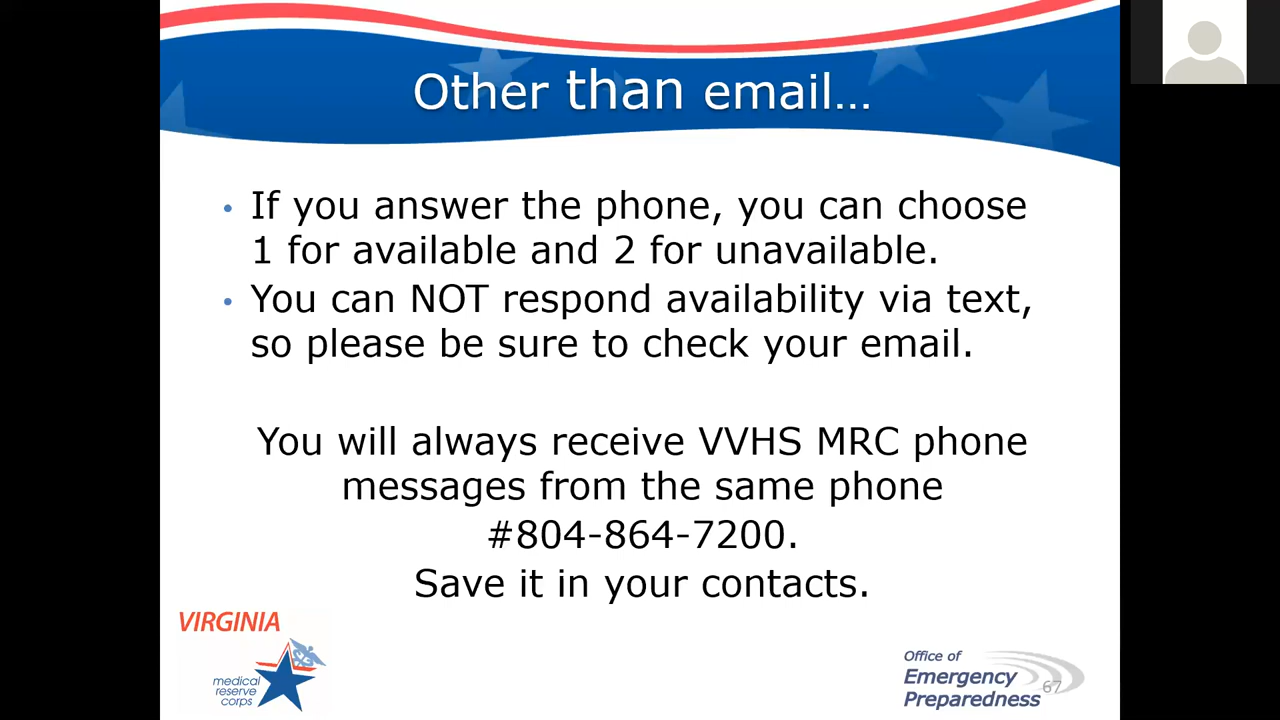 Other than email…
• If you answer the phone, you can choose
1 for available and 2 for unavailable.
• You can NOT respond availability via text,
so please be sure to check your email.
You will always receive VVHS MRC phone
messages from the same phone
#804-864-7200.
Save it in your contacts.
VIRGINIA
medical
reserve
corps
Office of
Emergency
Preparedness
67